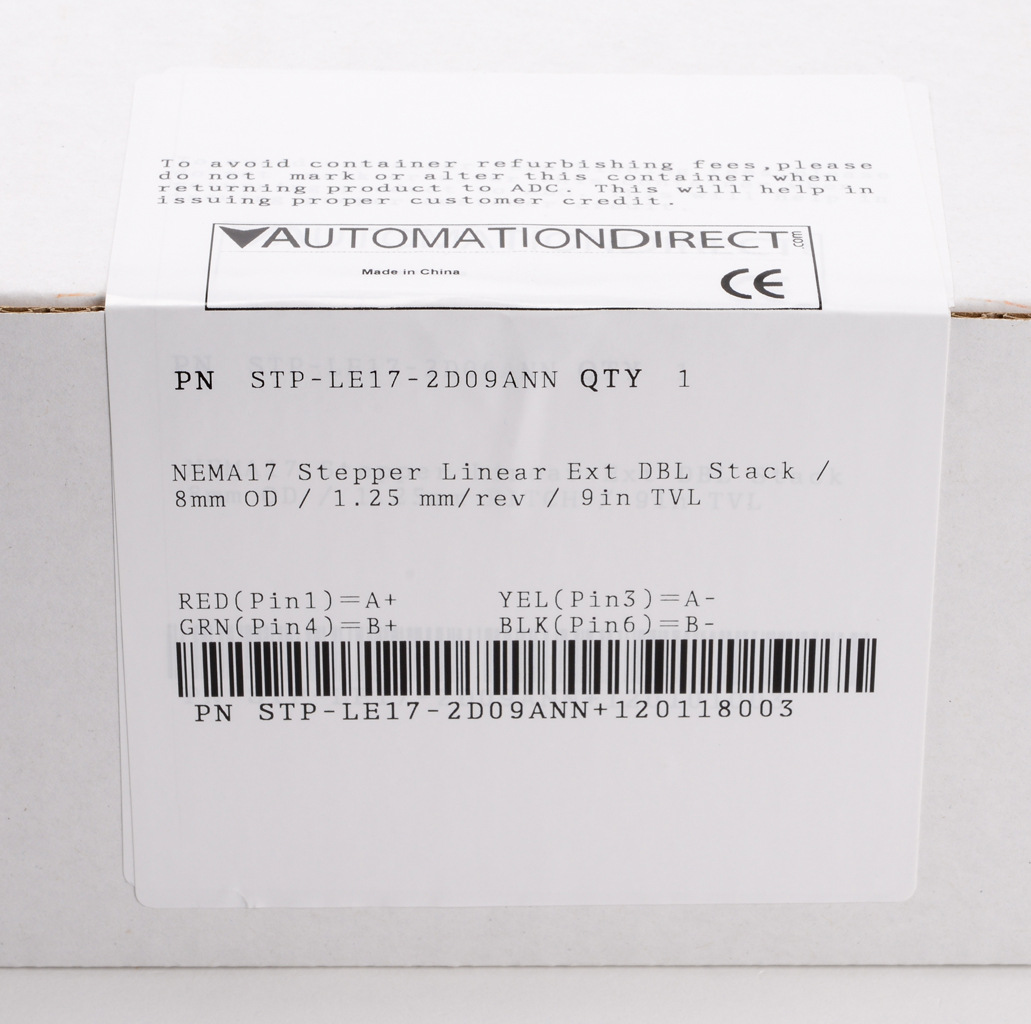 To avoid container refurbishing fees,please
do not mark or alter this container when
returning product to ADC. This will help in
issuing proper customer credit.
AUTOMATIONDIRECT.com
Made in China
CE
PN STP-LE17-2D09ANN QTY 1
NEMA17 Stepper Linear Ext DBL Stack /
8mm OD / 1.25 mm/rev / 9in TVL
RED(Pin1)=A+ YEL(Pin3)=A-
GRN(Pin4)=B+ BLK(Pin6)=B-
PN STP-LE17-2D09ANN+120118003